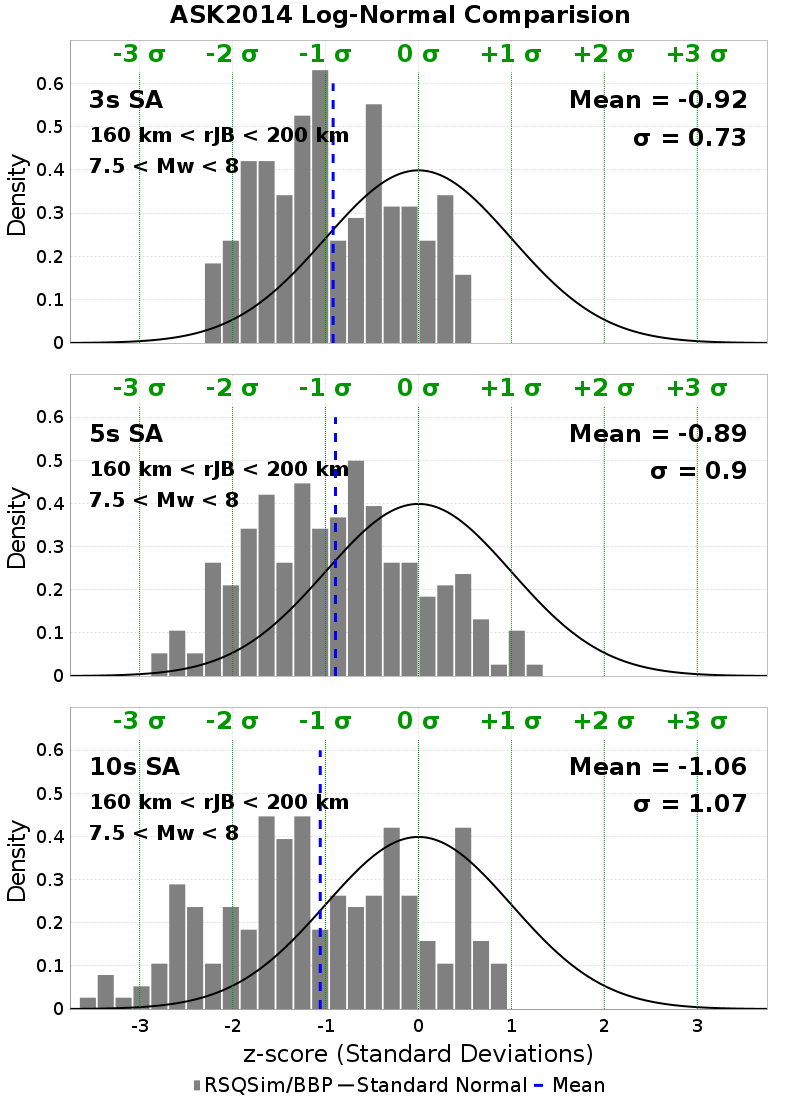 ASK2014 Log-Normal Comparision
-3 σ -2 σ -1 σ 0 σ +1 σ +2 σ +3 σ
3s SA
160 km < rJB < 200 km
7.5 < Mw < 8
Mean = -0.92
σ = 0.73
Density
0.6
0.5
0.4
0.3
0.2
0.1
0
-3 σ -2 σ -1 σ 0 σ +1 σ +2 σ +3 σ
5s SA
160 km < rJB < 200 km
7.5 < Mw < 8
Mean = -0.89
σ = 0.9
Density
0.6
0.5
0.4
0.3
0.2
0.1
0
-3 σ -2 σ -1 σ 0 σ +1 σ +2 σ +3 σ
10s SA
160 km < rJB < 200 km
7.5 < Mw < 8
Mean = -1.06
σ = 1.07
Density
0.6
0.5
0.4
0.3
0.2
0.1
0
-3 -2 -1 0 1 2 3
z-score (Standard Deviations)
RSQSim/BBP Standard Normal Mean